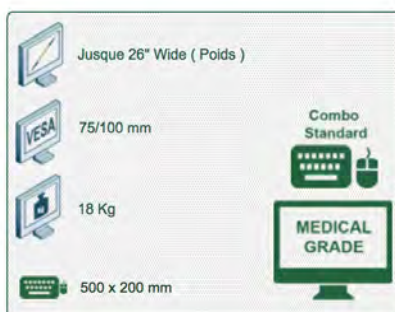 Jusque 26" Wide ( Poids )
VESA
75/100 mm
18 Kg
500 x 200 mm
Combo
Standard
MEDICAL
GRADE